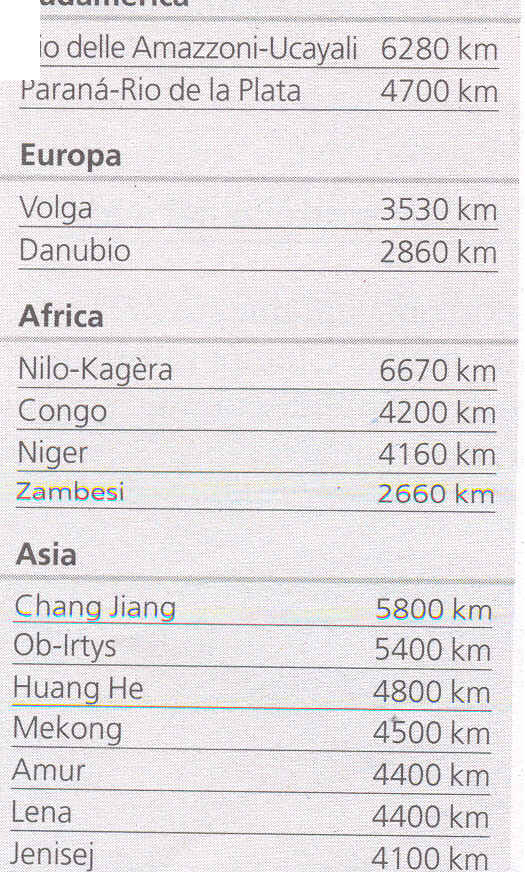 io delle Amazzoni-Ucayali 6280 km
Paraná-Rio de la Plata 4700 km
Europa
Volga 3530 km
Danubio 2860 km
Africa
Nilo-Kagèra 6670 km
Congo 4200 km
Niger 4160 km
Zambesi 2660 km
Asia
Chang Jiang 5800 km
Ob-Irtys 5400 km
Huang He 4800 km
Mekong 4500 km
Amur 4400 km
Lena 4400 km
Jenisej 4100 km